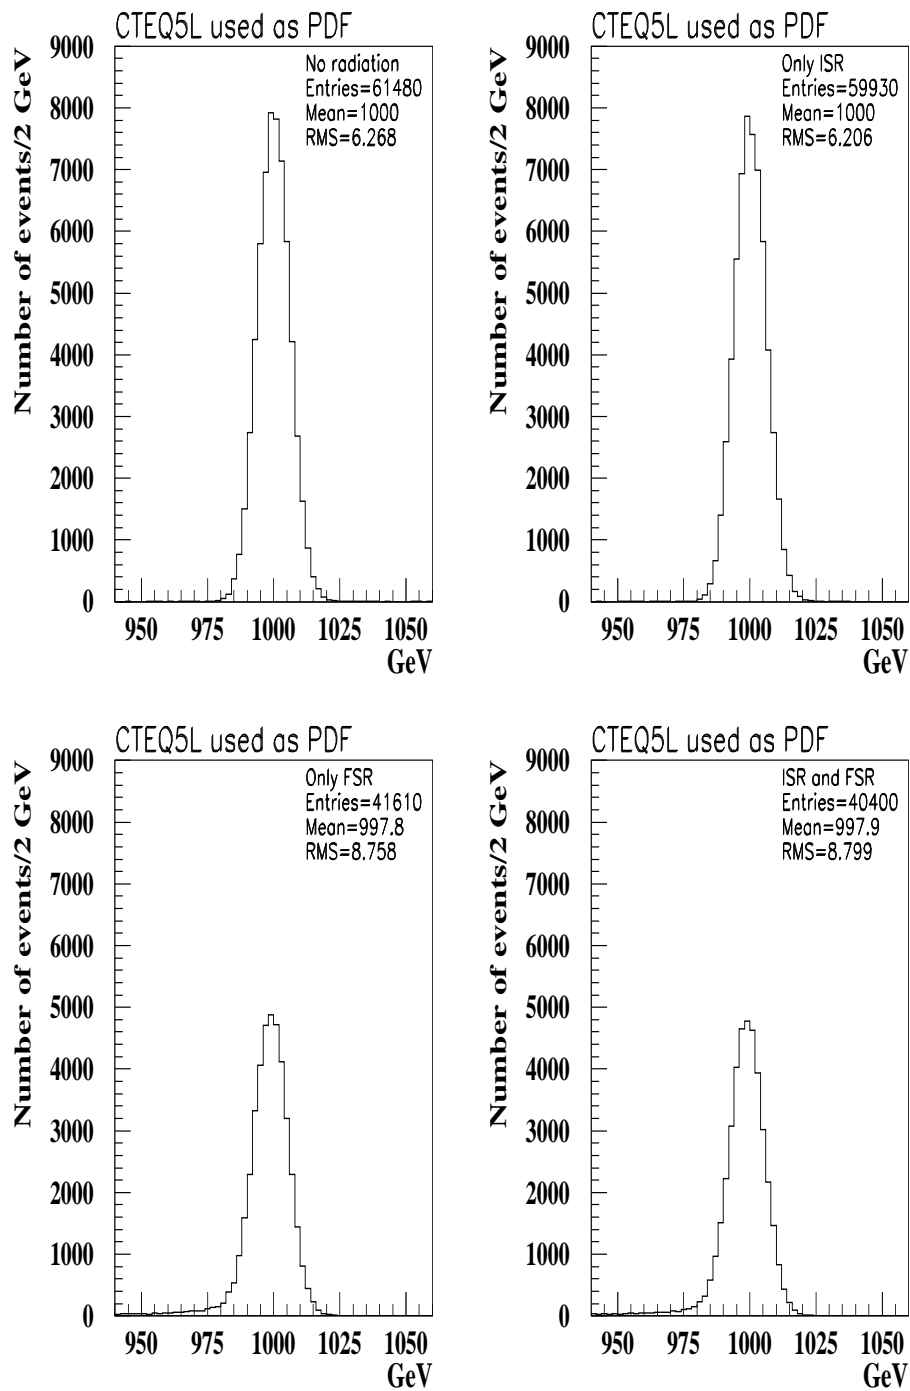 CTEQ5L used as PDF
Number of events/2 GeV
9000
8000
7000
6000
5000
4000
3000
2000
1000
0
No radiation
Entries=61480
Mean=1000
RMS=6.268
950 975 1000 1025 1050
GeV
CTEQ5L used as PDF
Number of events/2 GeV
9000
8000
7000
6000
5000
4000
3000
2000
1000
0
Only ISR
Entries=59930
Mean=1000
RMS=6.206
950 975 1000 1025 1050
GeV
CTEQ5L used as PDF
Number of events/2 GeV
9000
8000
7000
6000
5000
4000
3000
2000
1000
0
Only FSR
Entries=41610
Mean=997.8
RMS=8.758
950 975 1000 1025 1050
GeV
CTEQ5L used as PDF
Number of events/2 GeV
9000
8000
7000
6000
5000
4000
3000
2000
1000
0
ISR and FSR
Entries=40400
Mean=997.9
RMS=8.799
950 975 1000 1025 1050
GeV